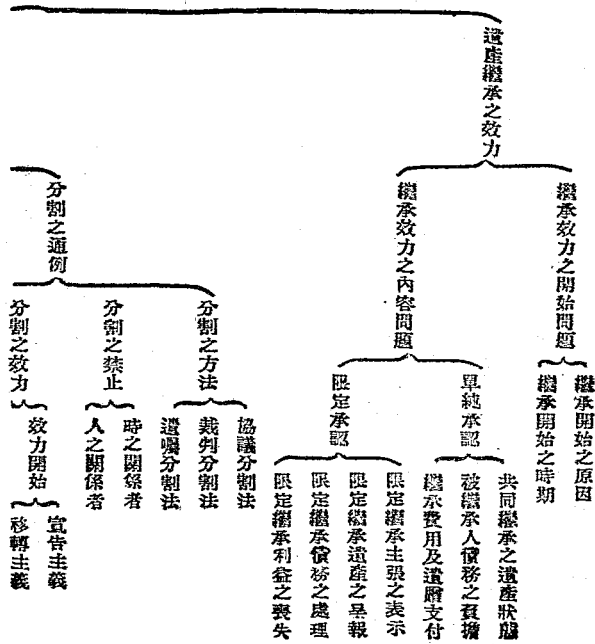 遺產繼承之效力
繼承效力之開始問題
繼承開始之原因
繼承開始之時期
繼承效力之內容問題
單純承認
共同繼承之遺產狀態
被繼承人債務之負擔
繼承費用及遺贈支付
限定承認
限定繼承主張之表示
限定繼承遺產之呈報
限定繼承債務之處理
限定繼承利益之喪失
分割之通例
分割之方法
協議分割法
裁判分割法
遺囑分割法
分割之禁止
時之關係者
人之關係者
分割之效力
效力開始
宣告主義
移轉主義